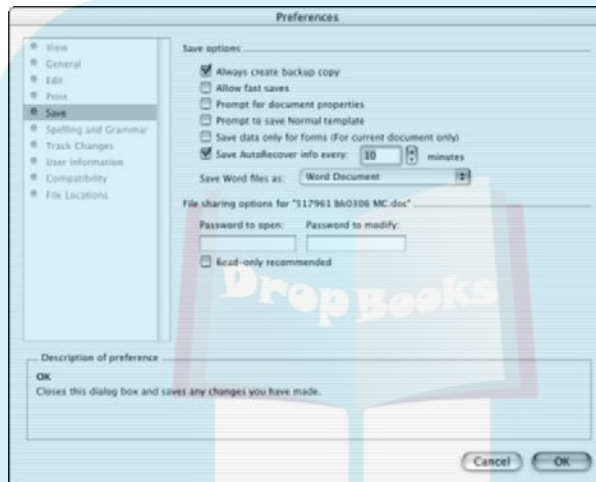 Preferences
View
General
Edit
Print
Save
Spelling and Grammar
Track Changes
User Information
Compatibility
File Locations
Save options
Always create backup copy
Allow fast saves
Prompt for document properties
Prompt to save Normal template
Save data only for forms (For current document only)
Save AutoRecover info every: 10 minutes
Save Word files as: Word Document
File sharing options for "517961 bk0306 MC.doc"
Password to open: Password to modify:
Read-only recommended
DropBooks
Description of preference
OK
Closes this dialog box and saves any changes you have made.
Cancel OK